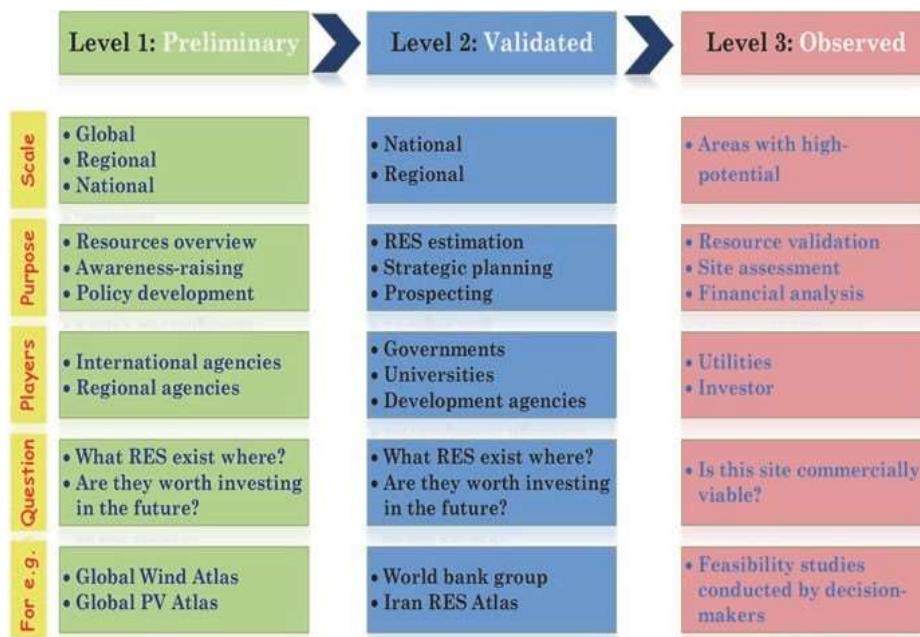 Level 1: Preliminary
Level 2: Validated
Level 3: Observed
Scale
• Global
• Regional
• National
• National
• Regional
• Areas with high-
potential
Purpose
• Resources overview
• Awareness-raising
• Policy development
• RES estimation
• Strategic planning
• Prospecting
• Resource validation
• Site assessment
• Financial analysis
Players
• International agencies
• Regional agencies
• Governments
• Universities
• Development agencies
• Utilities
• Investor
Question
• What RES exist where?
• Are they worth investing
in the future?
• What RES exist where?
• Are they worth investing
in the future?
• Is this site commercially
viable?
For e.g.
• Global Wind Atlas
• Global PV Atlas
• World bank group
• Iran RES Atlas
• Feasibility studies
conducted by decision-
makers